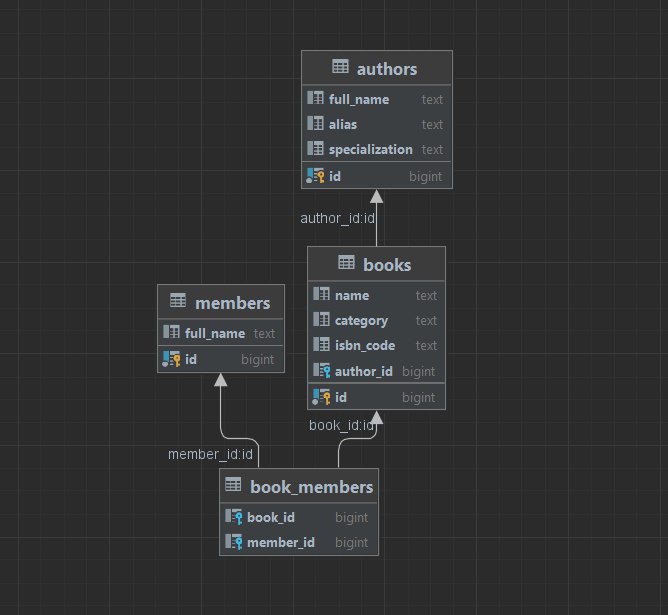 authors
full_name text
alias text
specialization text
id bigint
author_id:id
books
name text
category text
isbn_code text
author_id bigint
id bigint
members
full_name text
id bigint
book_id:id
member_id:id
book_members
book_id bigint
member_id bigint